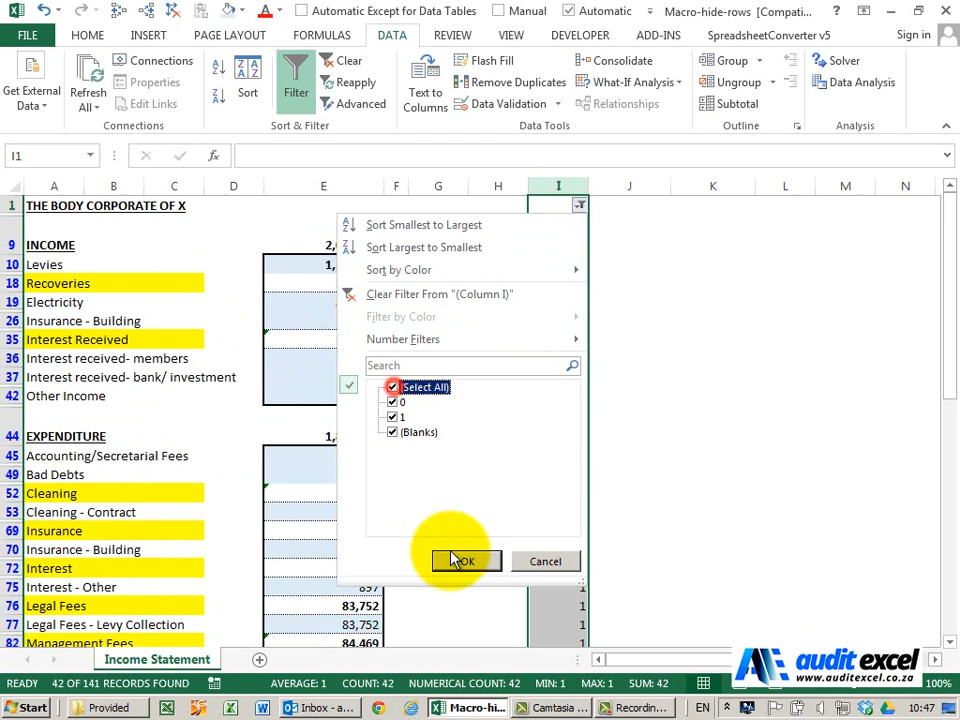 Automatic Except for Data Tables Manual Automatic Macro-hide-rows [Compati... ?
FILE HOME INSERT PAGE LAYOUT FORMULAS DATA REVIEW VIEW DEVELOPER ADD-INS SpreadsheetConverter v5 Sign in
Get External Data
Refresh All
Connections
Properties
Edit Links
Connections
Sort
Filter
Clear
Reapply
Advanced
Sort & Filter
Text to Columns
Flash Fill
Remove Duplicates
Data Validation
Consolidate
What-If Analysis
Relationships
Data Tools
Group
Ungroup
Subtotal
Outline
Solver
Data Analysis
Analysis
I1 fx
A B C D E F G H I J K L M N
1 THE BODY CORPORATE OF X
9 INCOME 2,
10 Levies 1,
18 Recoveries
19 Electricity
26 Insurance - Building
35 Interest Received
36 Interest received- members
37 Interest received- bank/ investment
42 Other Income
44 EXPENDITURE 1,
45 Accounting/Secretarial Fees
49 Bad Debts
52 Cleaning
53 Cleaning - Contract
69 Insurance
70 Insurance - Building
72 Interest
75 Interest - Other 897 1
76 Legal Fees 83,752 1
77 Legal Fees - Levy Collection 83,752 1
82 Management Fees 84,469 1
Sort Smallest to Largest
Sort Largest to Smallest
Sort by Color
Clear Filter From "(Column I)"
Filter by Color
Number Filters
Search
(Select All)
0
1
(Blanks)
OK Cancel
Income Statement
audit excel
www.auditexcel.co.za
READY 42 OF 141 RECORDS FOUND AVERAGE: 1 COUNT: 42 NUMERICAL COUNT: 42 MIN: 1 MAX: 1 SUM: 42 100%
Start Provided Inbox - a... Macro-hi... Camtasia ... Recording... EN 10:47